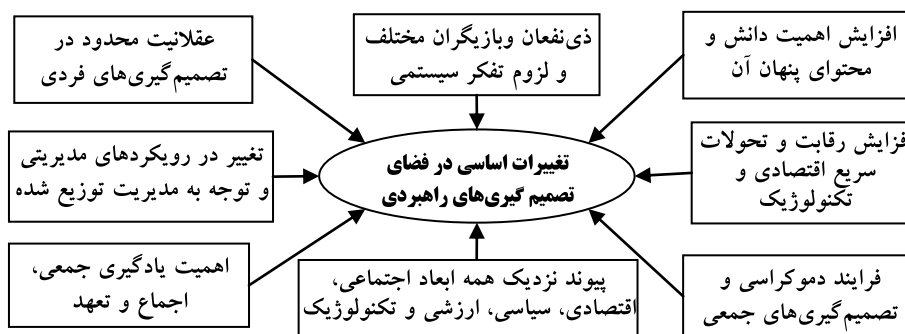 افزایش اهمیت دانش و
محتوای پنهان آن
ذی‌نفعان وبازیگران مختلف
و لزوم تفکر سیستمی
عقلانیت محدود در
تصمیم‌گیری‌های فردی
فزایش رقابت و تحولات
سریع اقتصادی و
تکنولوژیک
تغییرات اساسی در فضای
تصمیم گیری‌های راهبردی
تغییر در رویکردهای مدیریتی
و توجه به مدیریت توزیع شده
فرایند دموکراسی و
تصمیم‌گیری‌های جمعی
پیوند نزدیک همه ابعاد اجتماعی،
اقتصادی، سیاسی، ارزشی و تکنولوژیک
اهمیت یادگیری جمعی،
اجماع و تعهد